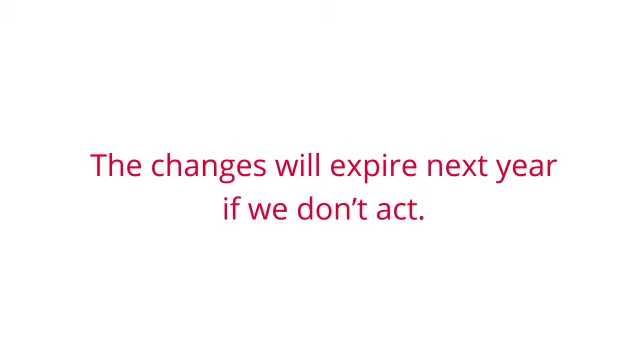 The changes will expire next year
if we don’t act.